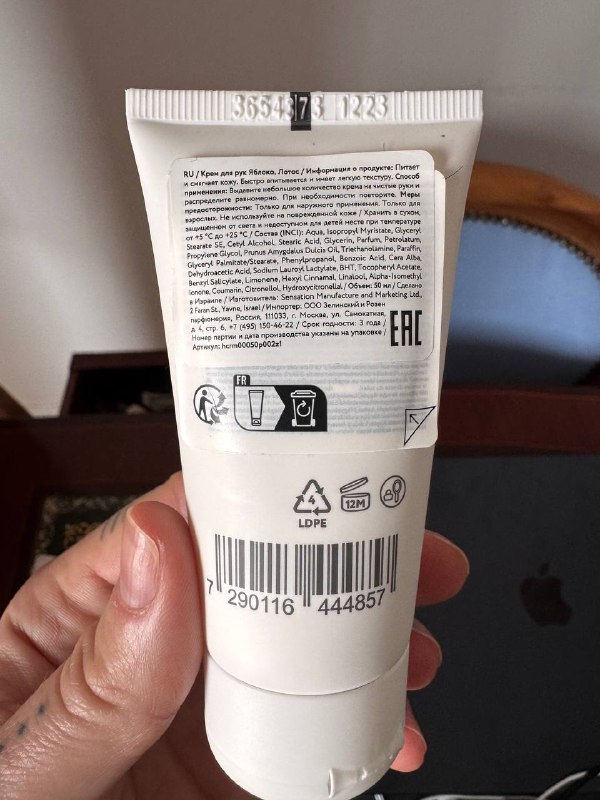 3654373 1223
RU / Крем для рук Яблоко, Лотос / Информация о продукте: Питает
и смягчает кожу. Быстро впитывается и имеет легкую текстуру. Способ
применения: Выдавите небольшое количество крема на чистые руки и
распределите равномерно. При необходимости повторите. Меры
предосторожности: Только для наружного применения. Только для
взрослых. Не используйте на поврежденной коже / Хранить в сухом,
защищенном от света и недоступном для детей месте при температуре
от +5 °C до +25 °C / Состав (INCI): Aqua, Isopropyl Myristate, Glyceryl
Stearate SE, Cetyl Alcohol, Stearic Acid, Glycerin, Parfum, Petrolatum,
Propylene Glycol, Prunus Amygdalus Dulcis Oil, Triethanolamine, Paraffin,
Glyceryl Palmitate/Stearate, Phenylpropanol, Benzoic Acid, Cera Alba,
Dehydroacetic Acid, Sodium Lauroyl Lactylate, BHT, Tocopheryl Acetate,
Benzyl Salicylate, Limonene, Hexyl Cinnamal, Linalool, Alpha-Isomethyl
Ionone, Coumarin, Citronellol, Hydroxycitronellal / Объем: 50 мл / Сделано
в Израиле / Изготовитель: Sensation Manufacture and Marketing Ltd,
2 Faran St., Yavne, Israel / Импортер: ООО Зелинский и Розен
парфюмерия, Россия, 111033, г. Москва, ул. Самокатная,
д. 4, стр. 6, +7 (495) 150-46-22 / Срок годности: 3 года /
Номер партии и дата производства указаны на упаковке /
Артикул: hcrm00050p002z1
EAC
FR
4
LDPE
12M
7 290116 444857